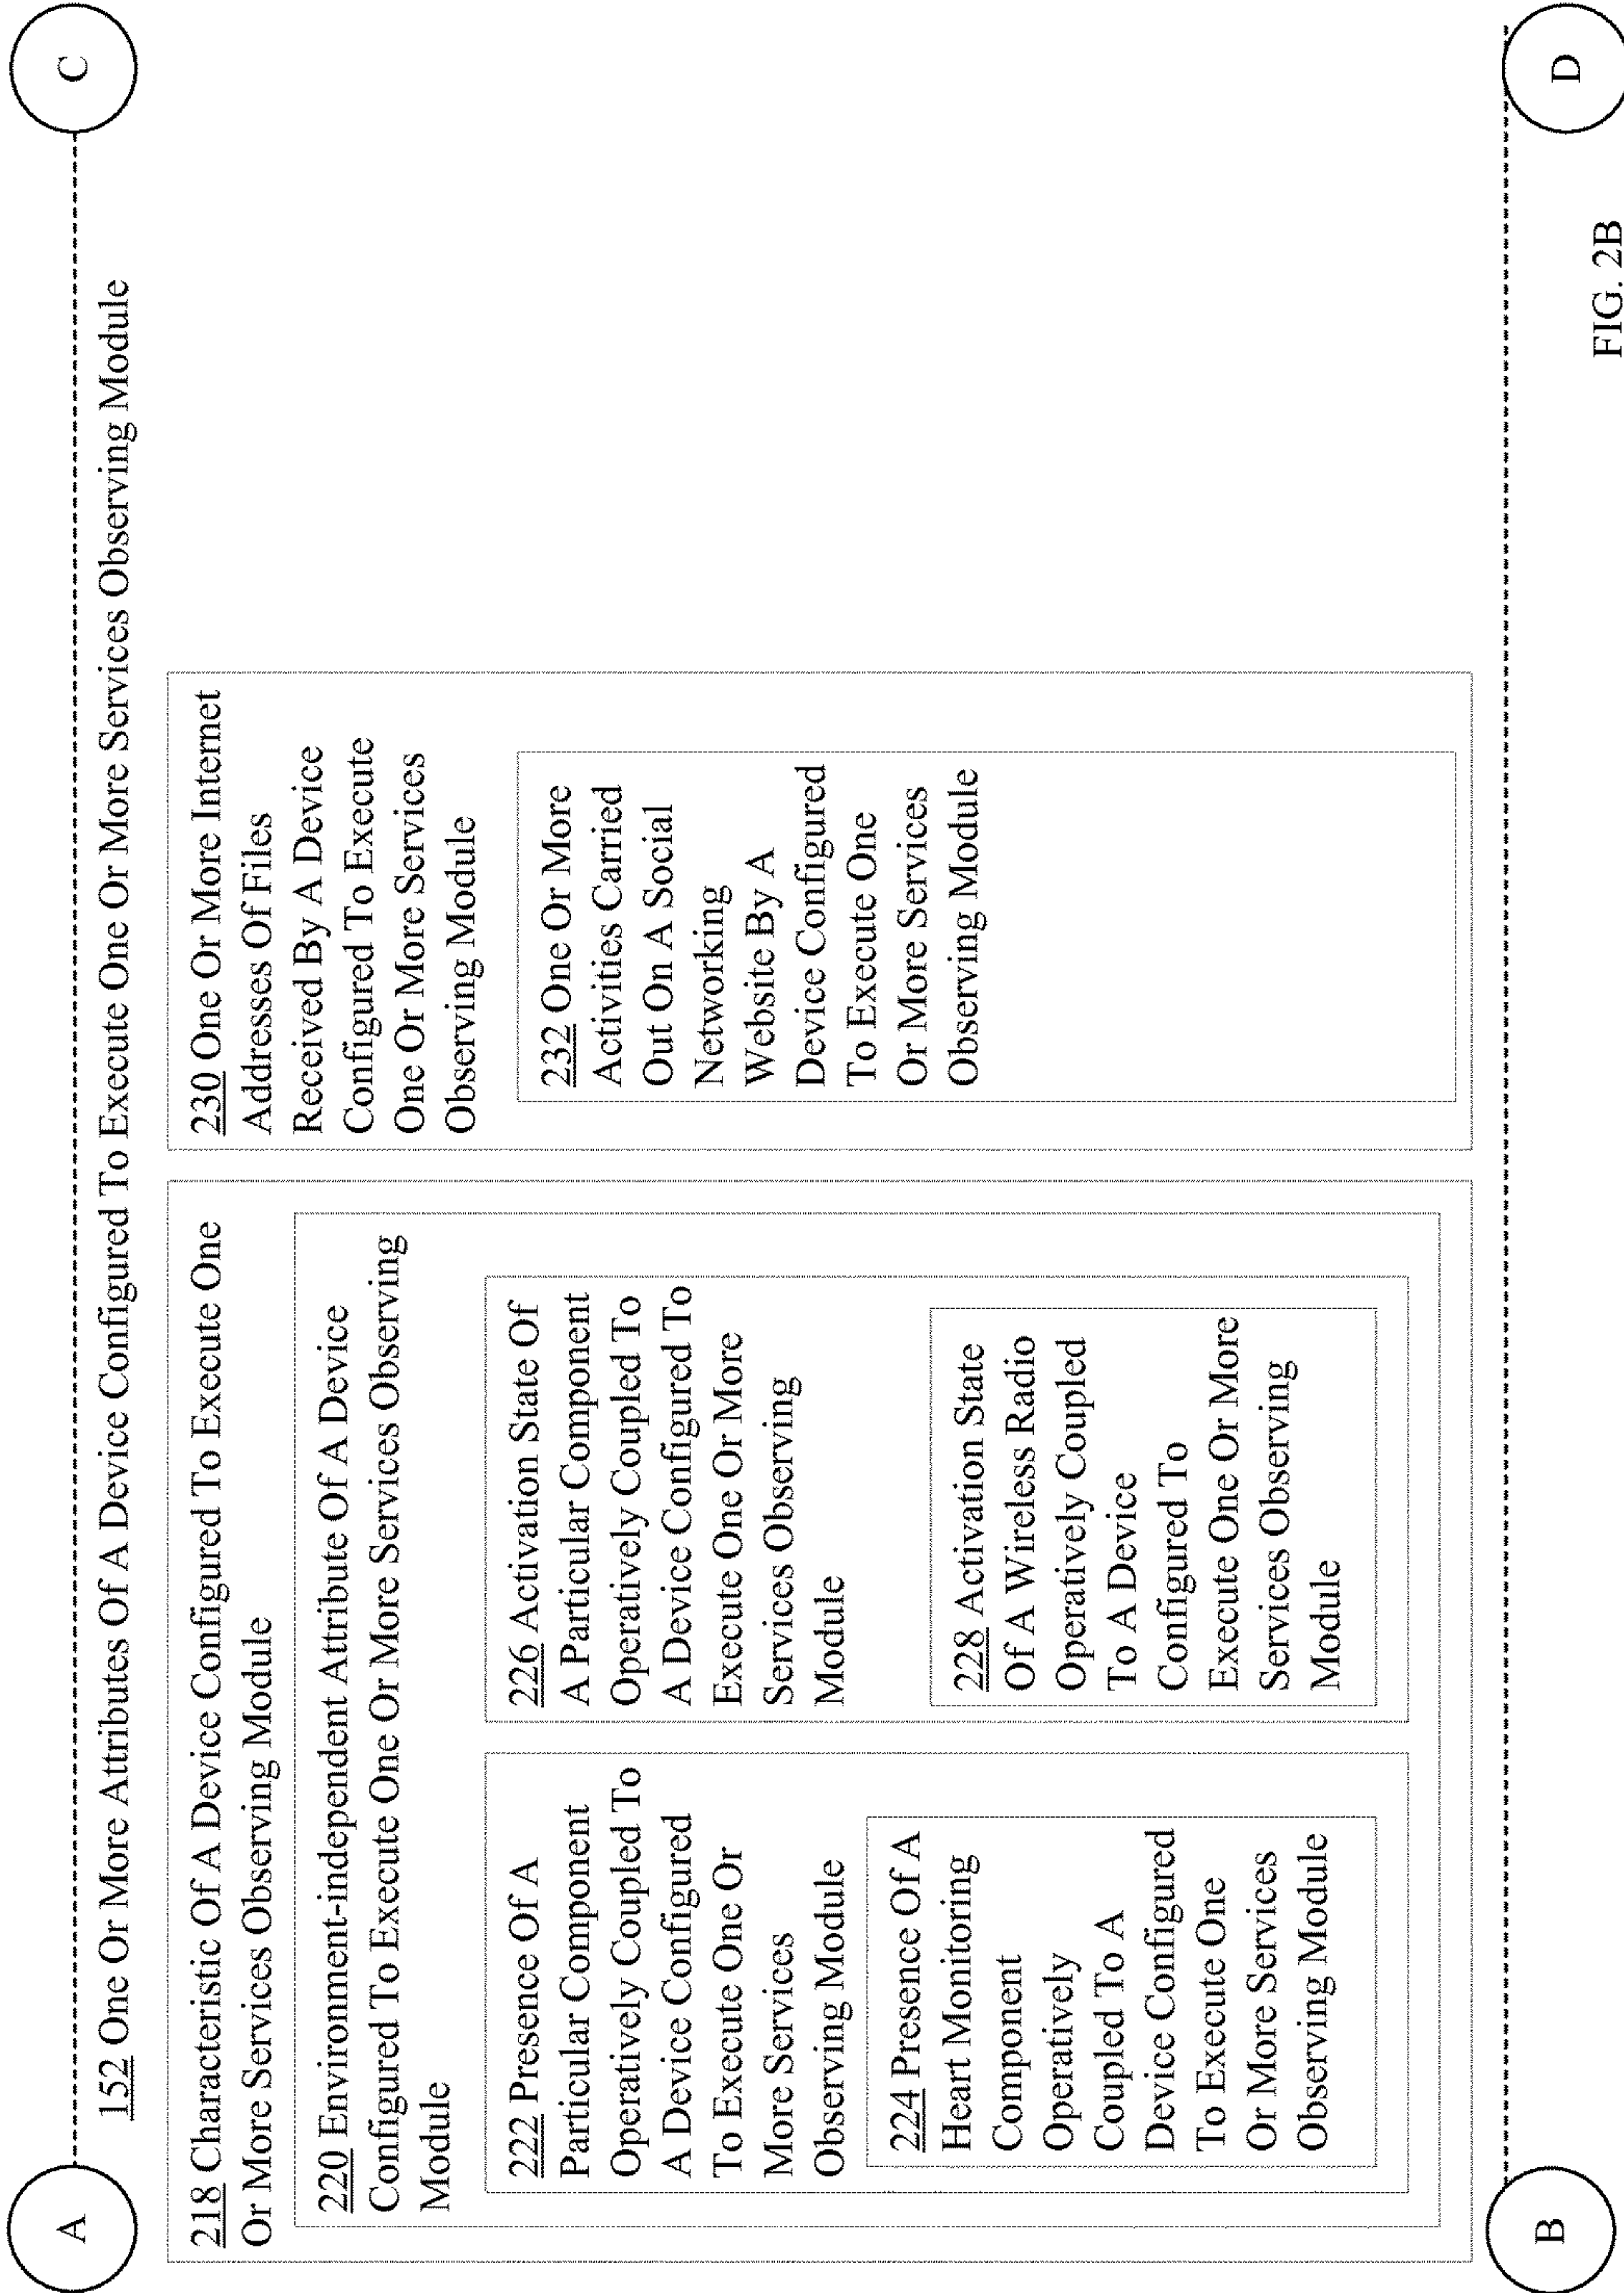 A
C
152 One Or More Attributes Of A Device Configured To Execute One Or More Services Observing Module
218 Characteristic Of A Device Configured To Execute One
Or More Services Observing Module
220 Environment-independent Attribute Of A Device
Configured To Execute One Or More Services Observing
Module
222 Presence Of A
Particular Component
Operatively Coupled To
A Device Configured
To Execute One Or
More Services
Observing Module
224 Presence Of A
Heart Monitoring
Component
Operatively
Coupled To A
Device Configured
To Execute One
Or More Services
Observing Module
226 Activation State Of
A Particular Component
Operatively Coupled To
A Device Configured To
Execute One Or More
Services Observing
Module
228 Activation State
Of A Wireless Radio
Operatively Coupled
To A Device
Configured To
Execute One Or More
Services Observing
Module
230 One Or More Internet
Addresses Of Files
Received By A Device
Configured To Execute
One Or More Services
Observing Module
232 One Or More
Activities Carried
Out On A Social
Networking
Website By A
Device Configured
To Execute One
Or More Services
Observing Module
B
D
FIG. 2B